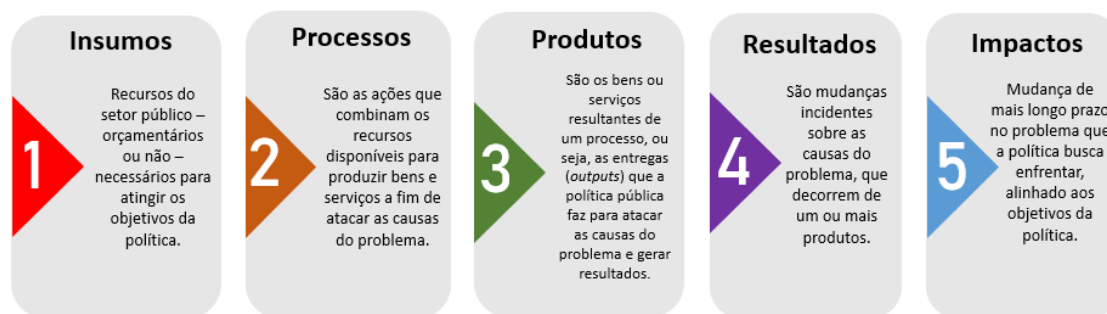 Insumos
Recursos do
setor público –
orçamentários
ou não –
necessários para
atingir os
objetivos da
política.
1
Processos
São as ações que
combinam os
recursos
disponíveis para
produzir bens e
serviços a fim de
atacar as causas
do problema.
2
Produtos
São os bens ou
serviços
resultantes de
um processo, ou
seja, as entregas
(outputs) que a
política pública
faz para atacar
as causas do
problema e gerar
resultados.
3
Resultados
São mudanças
incidentes
sobre as
causas do
problema, que
decorrem de
um ou mais
produtos.
4
Impactos
Mudança de
mais longo prazo
no problema que
a política busca
enfrentar,
alinhado aos
objetivos da
política.
5